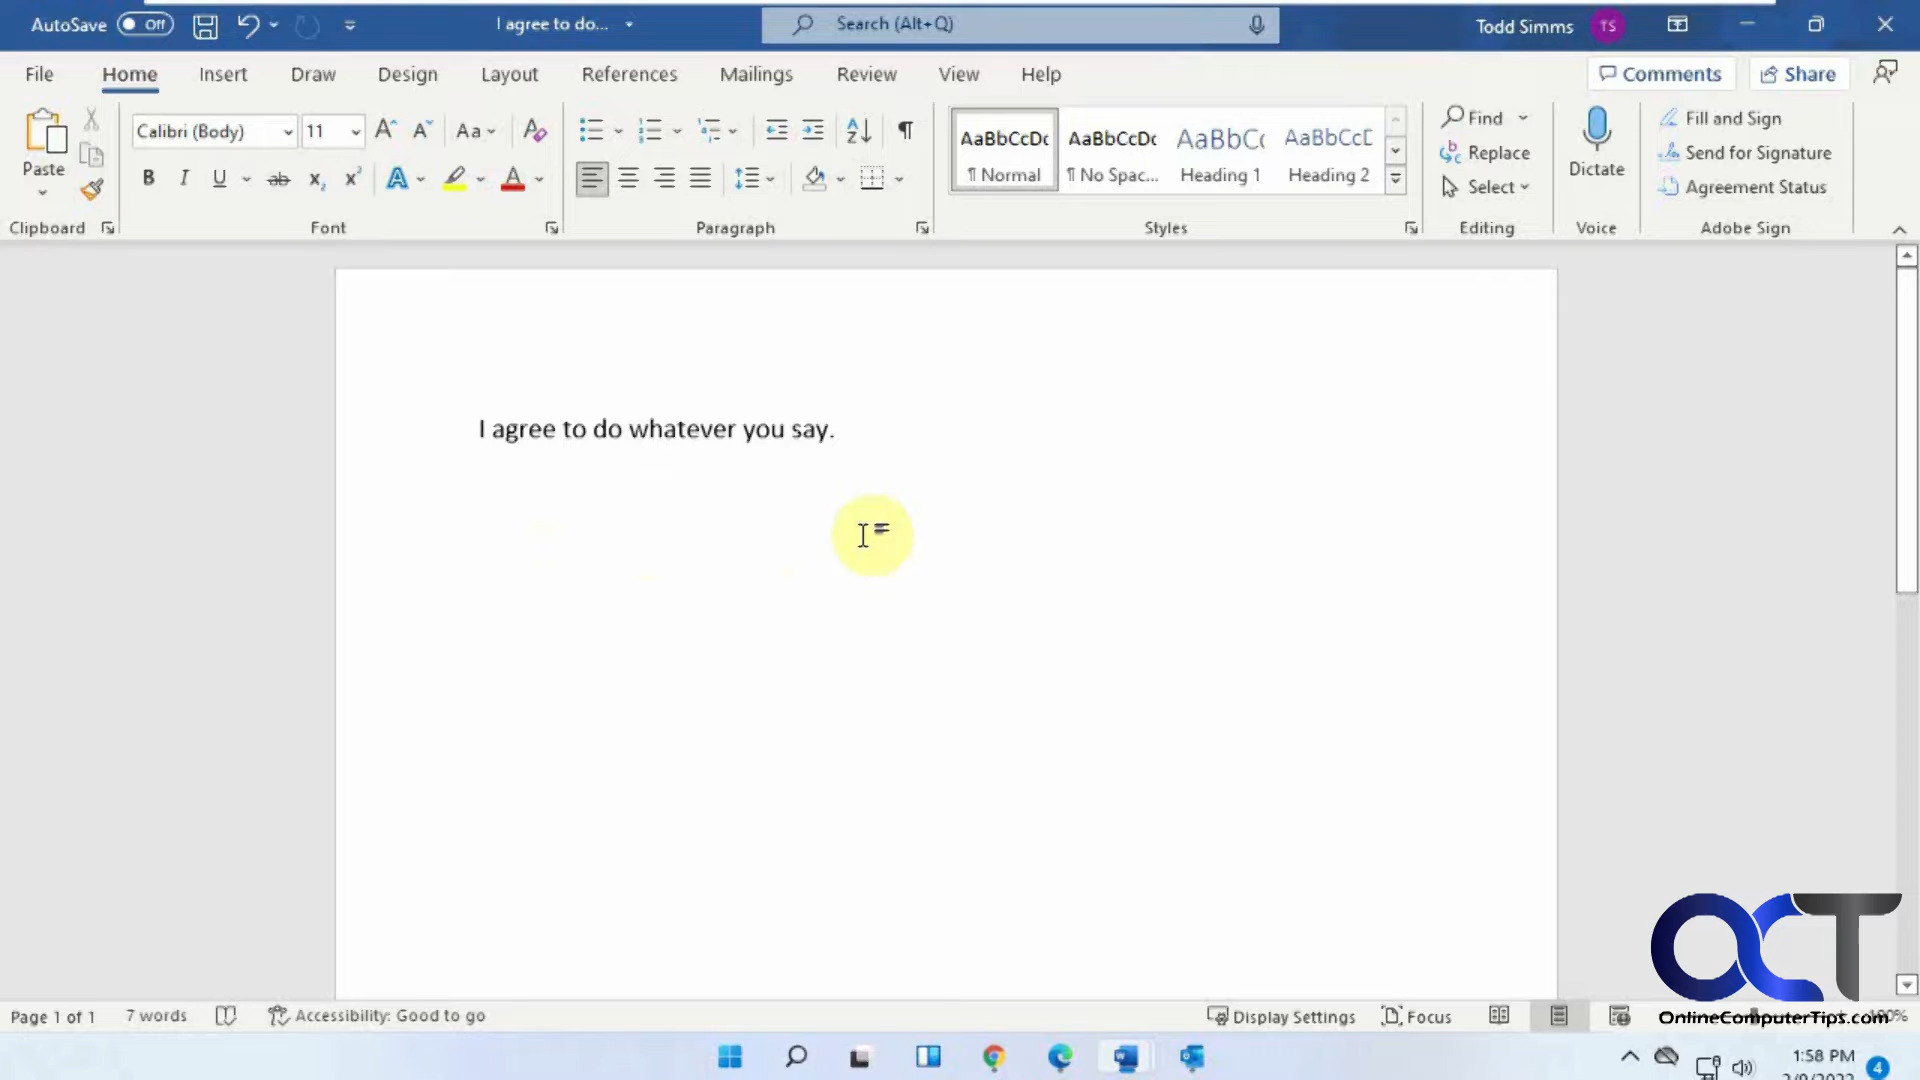 AutoSave Off I agree to do... Search (Alt+Q) Todd Simms TS
File Home Insert Draw Design Layout References Mailings Review View Help Comments Share
Paste
Clipboard
Calibri (Body) 11 Aa
B I U ab x x A A
Font
Paragraph
AaBbCcDc AaBbCcDc AaBbCc AaBbCcD
¶ Normal ¶ No Spac... Heading 1 Heading 2
Styles
Find
Replace
Select
Editing
Dictate
Voice
Fill and Sign
Send for Signature
Agreement Status
Adobe Sign
I agree to do whatever you say.
OCT
OnlineComputerTips.com
Page 1 of 1 7 words Accessibility: Good to go Display Settings Focus
1:58 PM
4